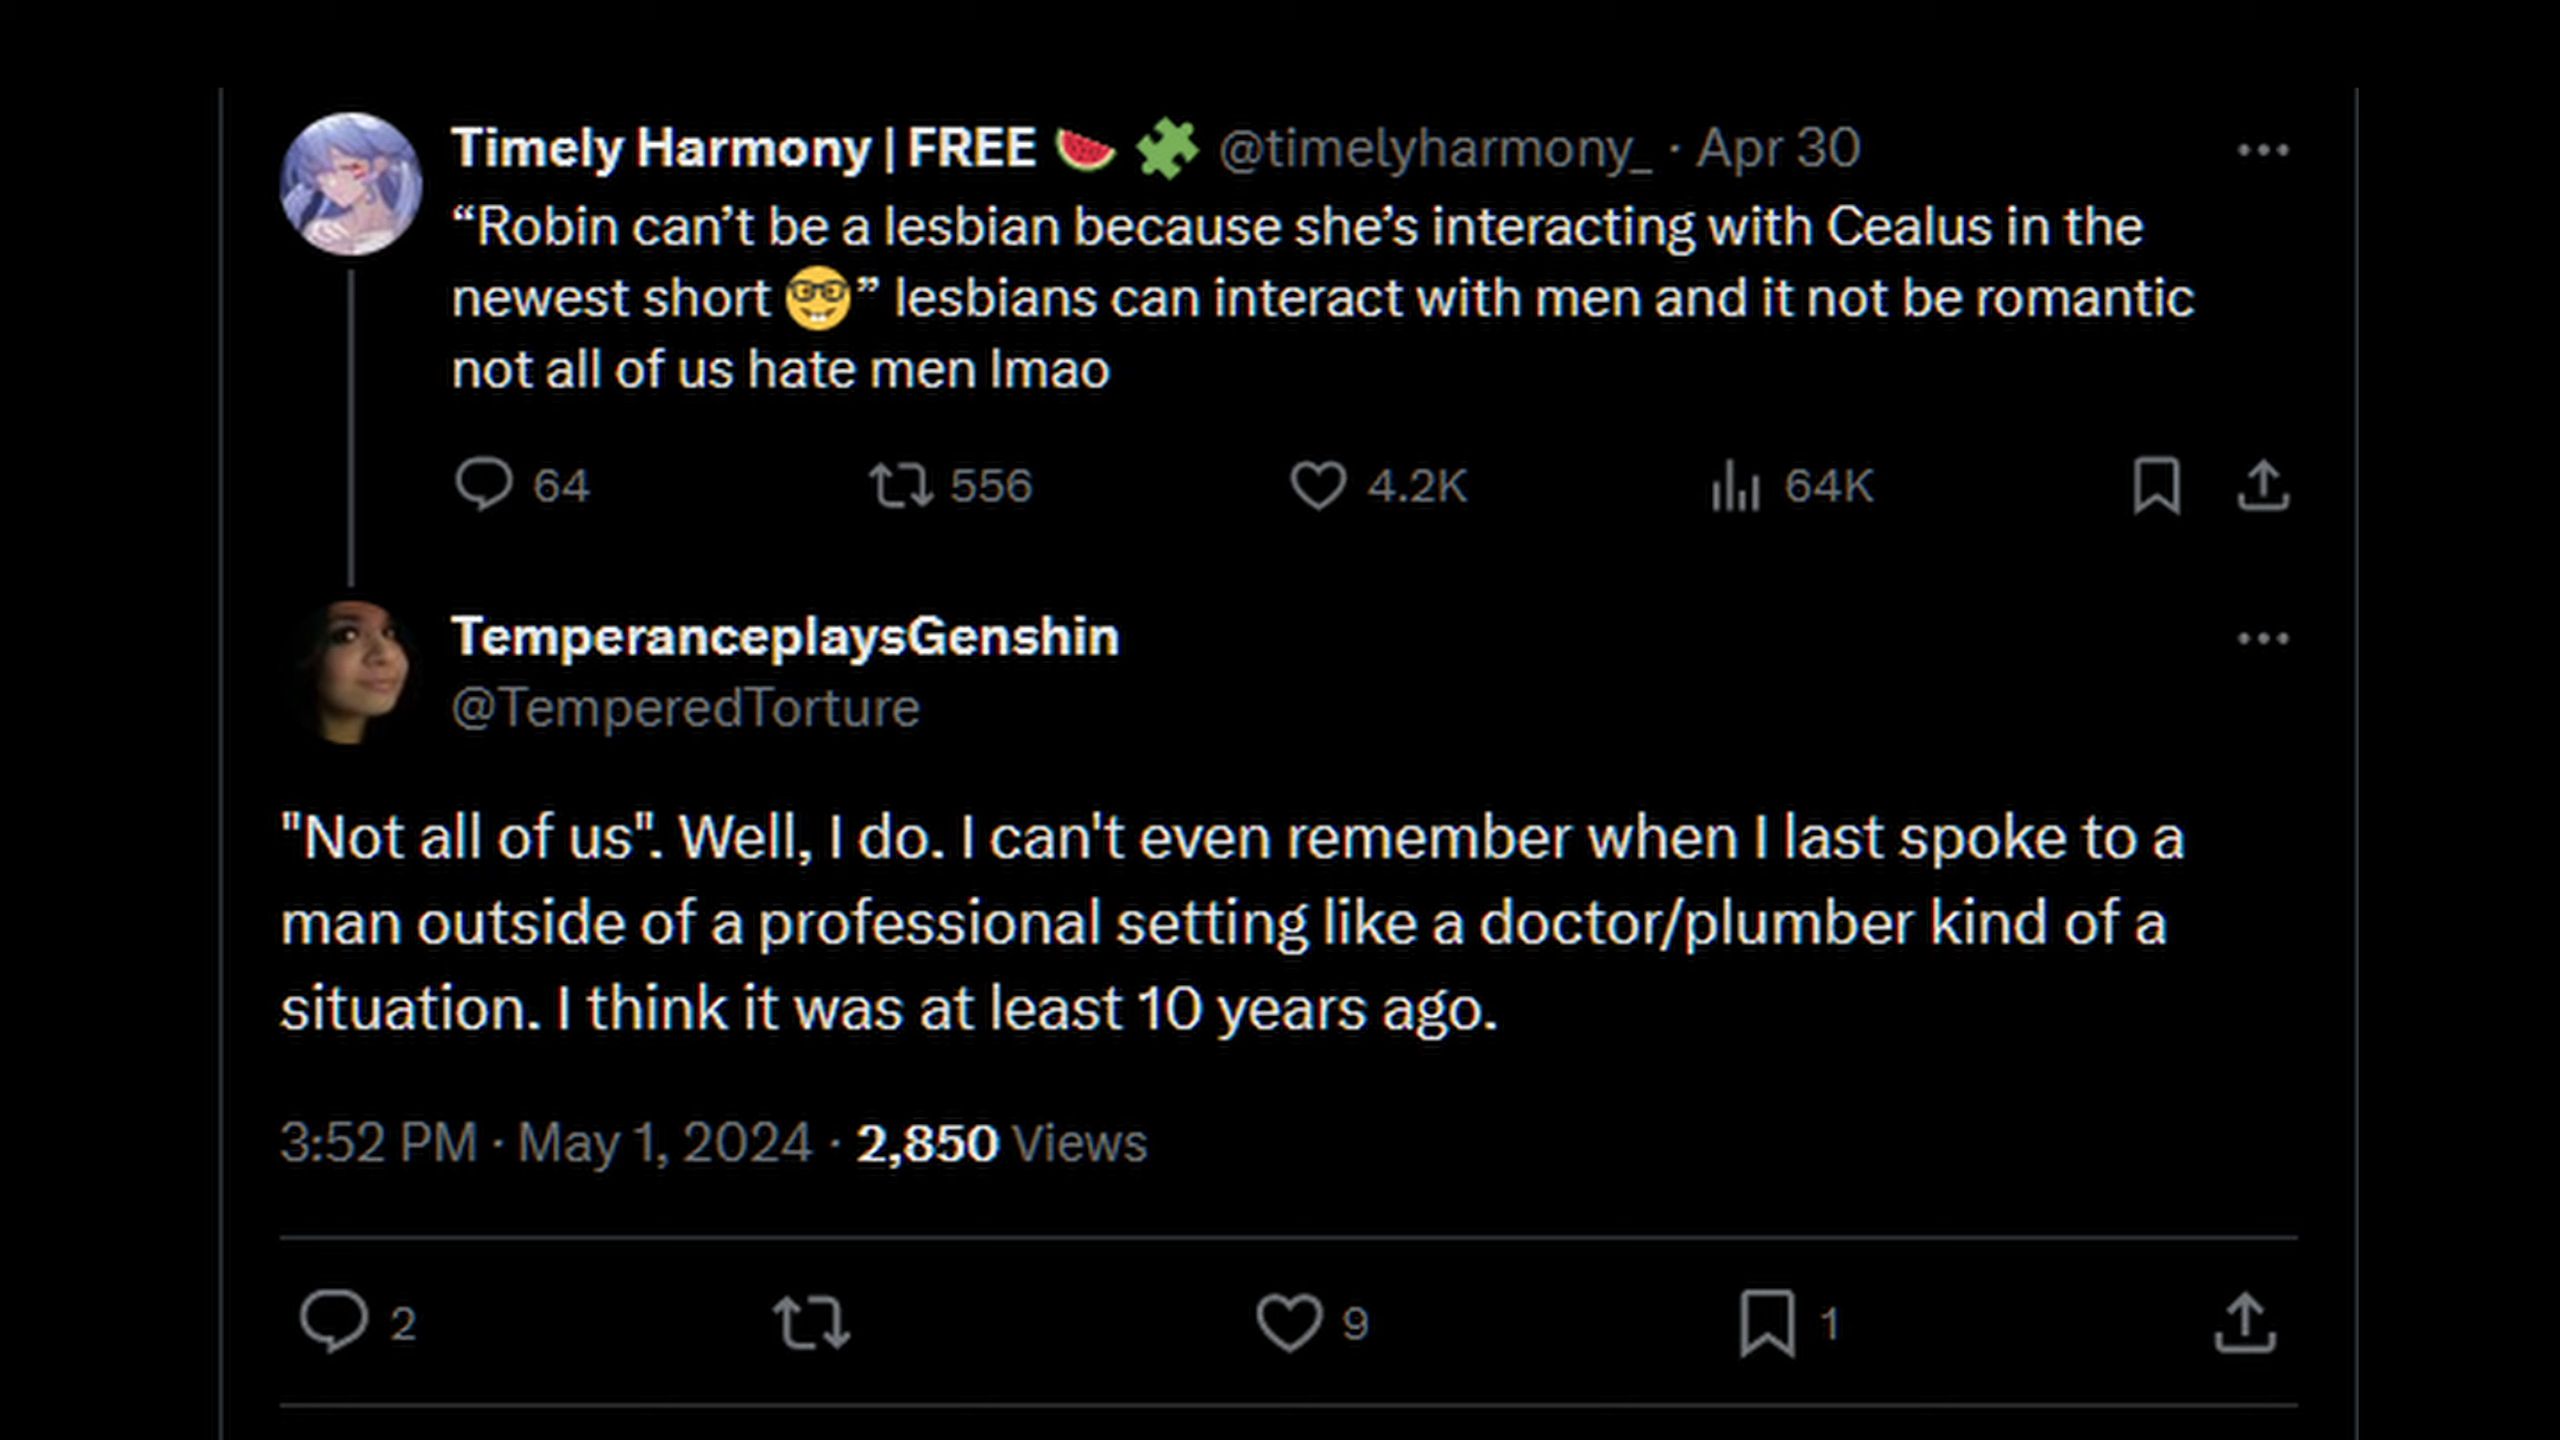 Timely Harmony | FREE 🍉 🧩 @timelyharmony_ · Apr 30
“Robin can’t be a lesbian because she’s interacting with Cealus in the
newest short 🤓” lesbians can interact with men and it not be romantic
not all of us hate men lmao
64 556 4.2K 64K
TemperanceplaysGenshin
@TemperedTorture
"Not all of us". Well, I do. I can't even remember when I last spoke to a
man outside of a professional setting like a doctor/plumber kind of a
situation. I think it was at least 10 years ago.
3:52 PM · May 1, 2024 · 2,850 Views
2 9 1